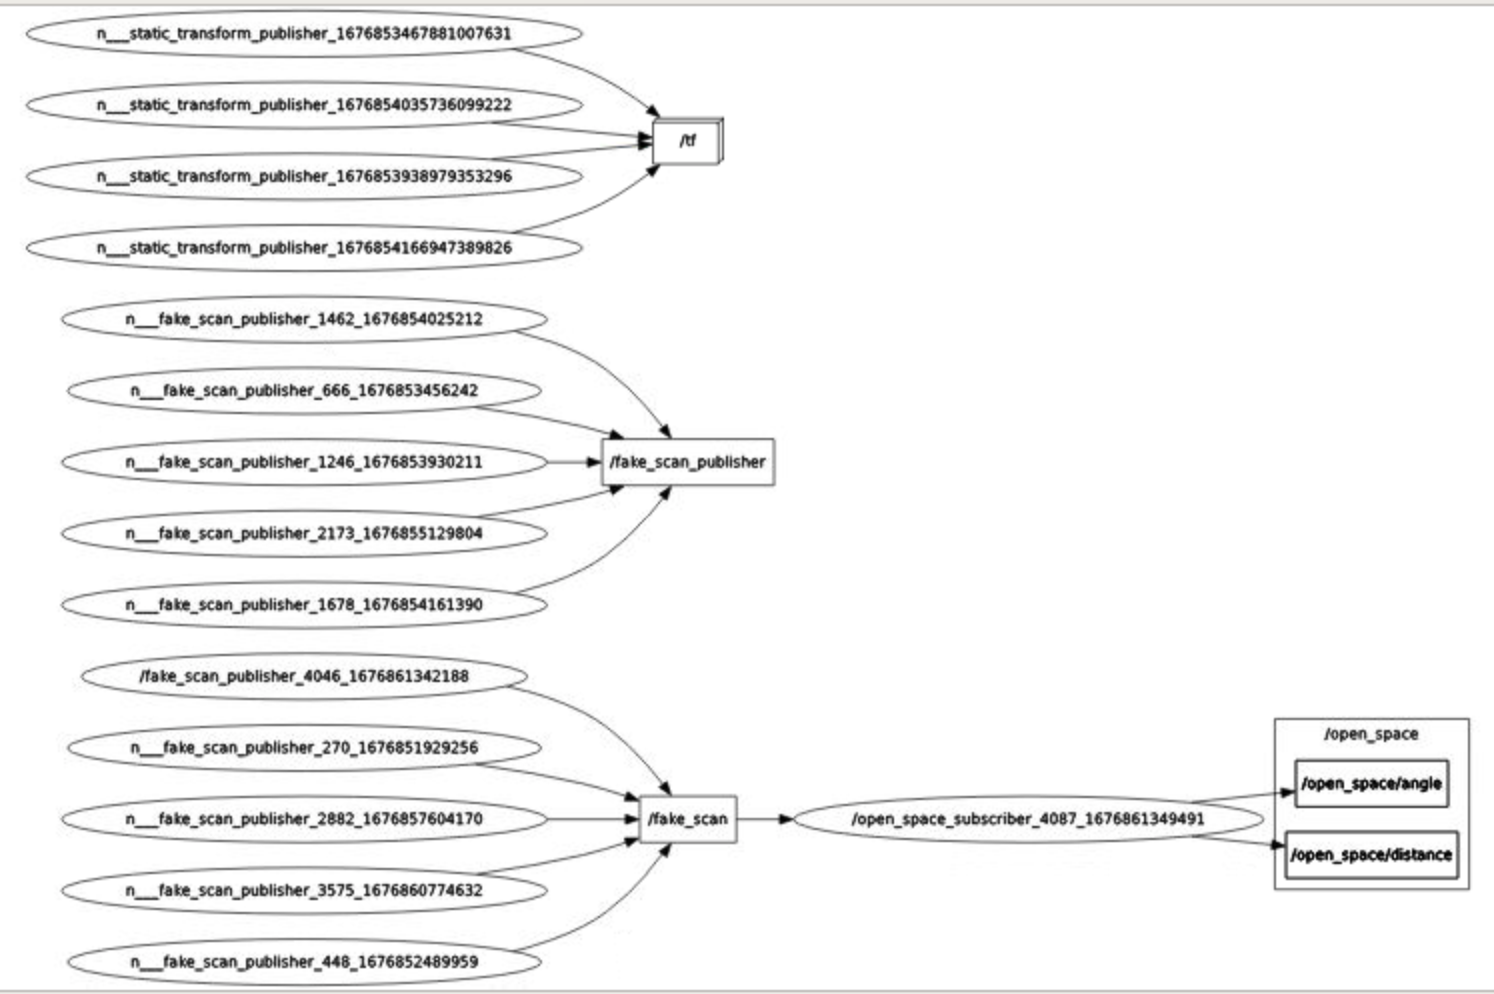 n___static_transform_publisher_1676853467881007631
n___static_transform_publisher_1676854035736099222
/tf
n___static_transform_publisher_1676853938979353296
n___static_transform_publisher_1676854166947389826
n___fake_scan_publisher_1462_1676854025212
n___fake_scan_publisher_666_1676853456242
n___fake_scan_publisher_1246_1676853930211
/fake_scan_publisher
n___fake_scan_publisher_2173_1676855129804
n___fake_scan_publisher_1678_1676854161390
/fake_scan_publisher_4046_1676861342188
n___fake_scan_publisher_270_1676851929256
/open_space
/open_space/angle
n___fake_scan_publisher_2882_1676857604170
/fake_scan
/open_space_subscriber_4087_1676861349491
/open_space/distance
n___fake_scan_publisher_3575_1676860774632
n___fake_scan_publisher_448_1676852489959